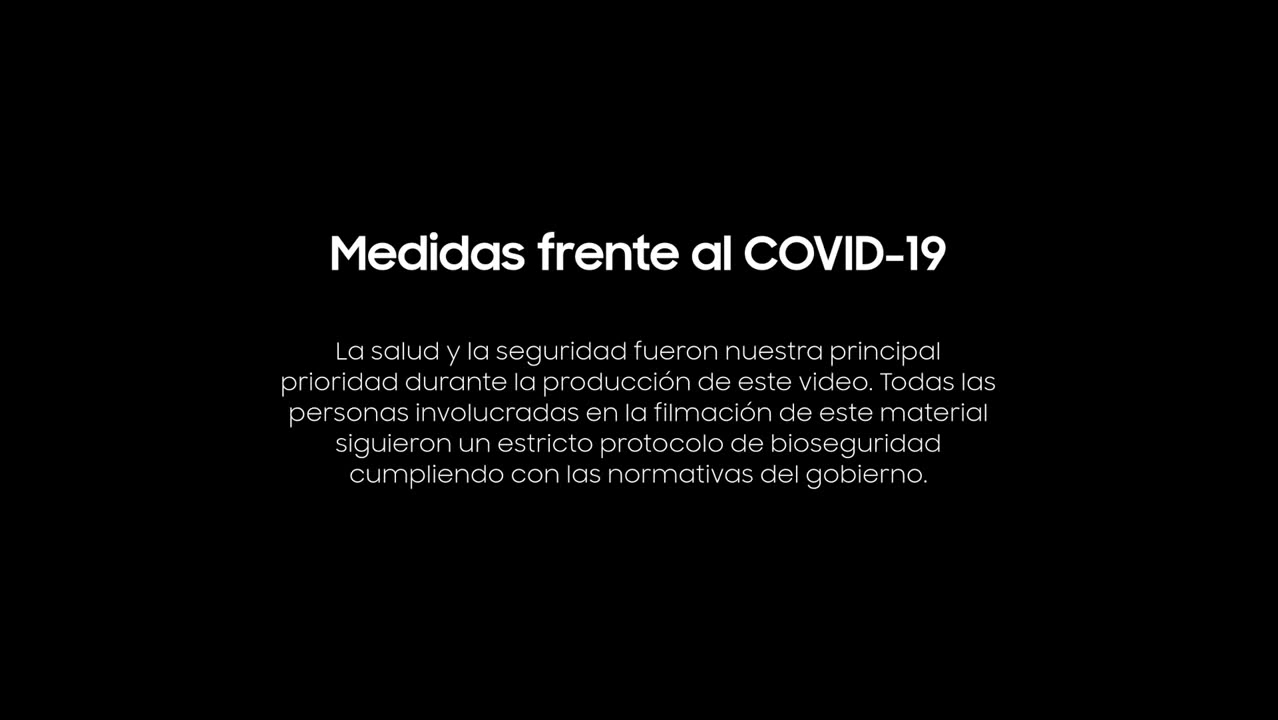 Medidas frente al COVID-19
La salud y la seguridad fueron nuestra principal
prioridad durante la producción de este video. Todas las
personas involucradas en la filmación de este material
siguieron un estricto protocolo de bioseguridad
cumpliendo con las normativas del gobierno.